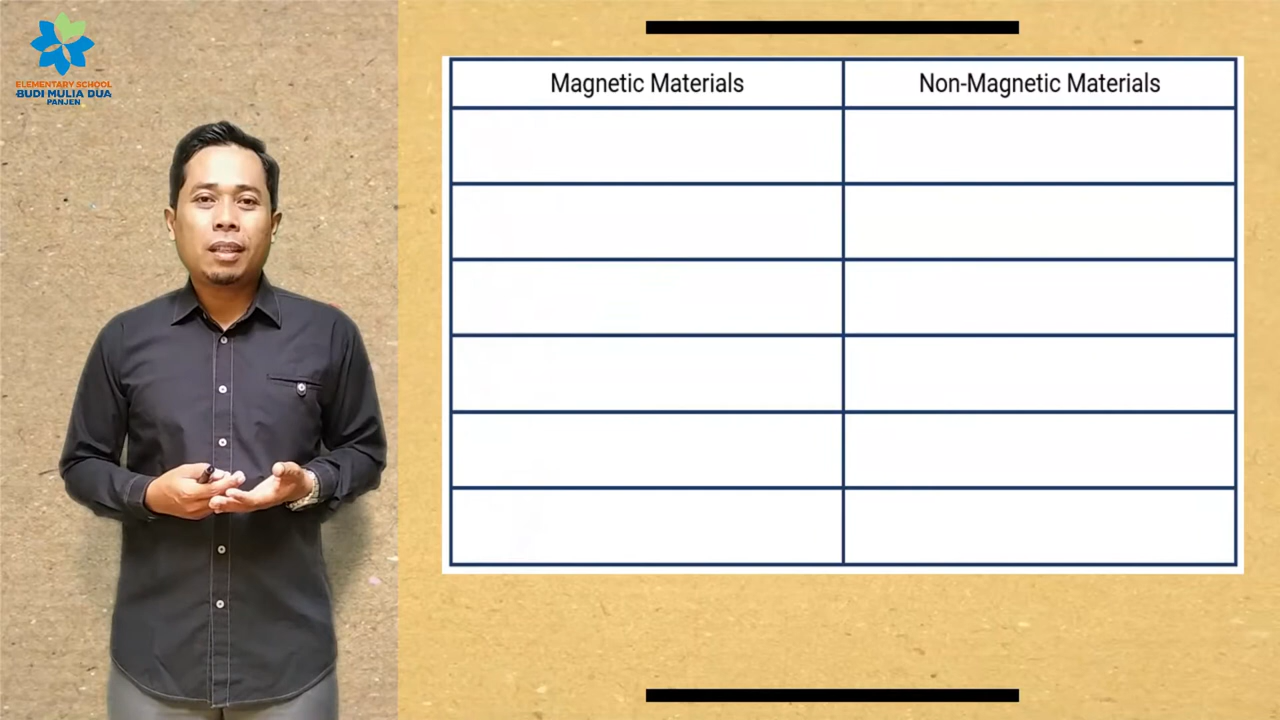 ELEMENTARY SCHOOL
BUDI MULIA DUA
PANJEN
Magnetic Materials
Non-Magnetic Materials